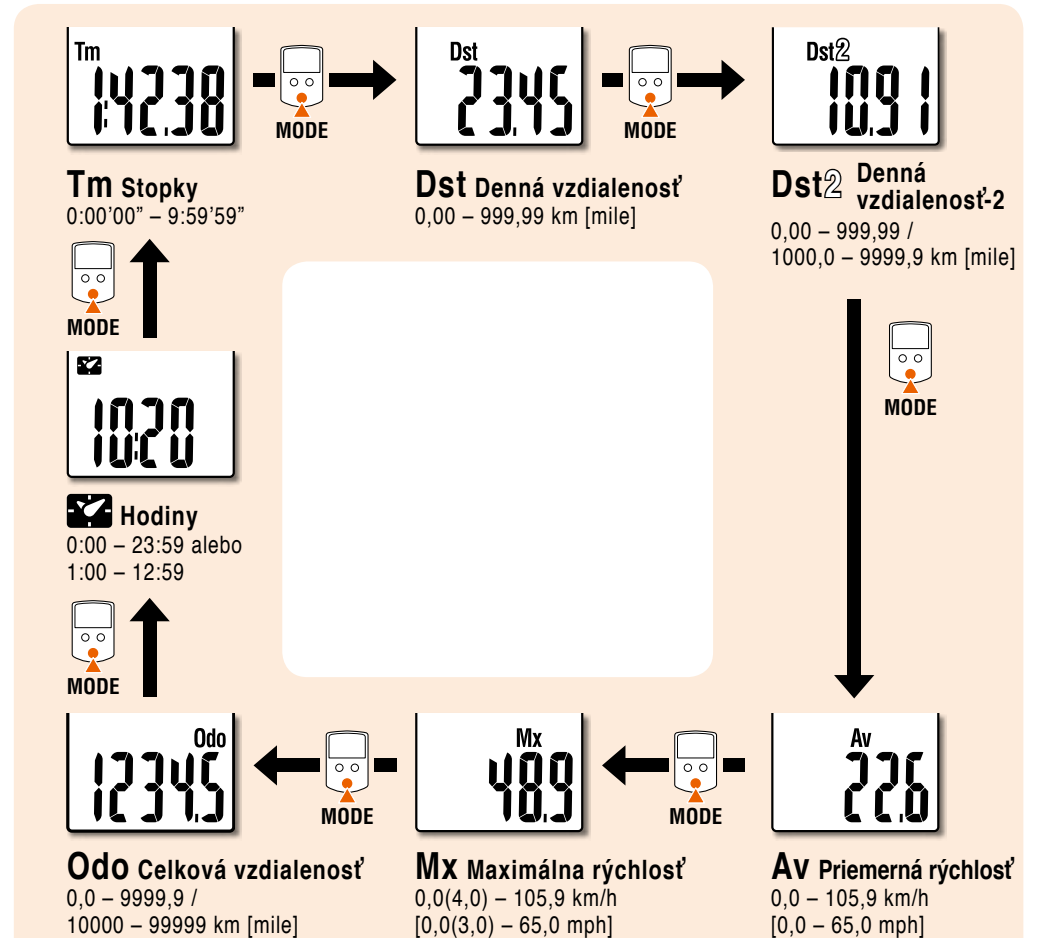 Tm
1:42.38
MODE
Dst
23.45
MODE
Dst2
10.91
Tm Stopky
0:00’00” – 9:59’59”
Dst Denná vzdialenosť
0,00 – 999,99 km [mile]
Dst2 Denná
vzdialenosť-2
0,00 – 999,99 /
1000,0 – 9999,9 km [mile]
MODE
MODE
10:20
Hodiny
0:00 – 23:59 alebo
1:00 – 12:59
MODE
Odo
1234.5
MODE
Mx
48.9
MODE
Av
22.6
Odo Celková vzdialenosť
0,0 – 9999,9 /
10000 – 99999 km [mile]
Mx Maximálna rýchlosť
0,0(4,0) – 105,9 km/h
[0,0(3,0) – 65,0 mph]
Av Priemerná rýchlosť
0,0 – 105,9 km/h
[0,0 – 65,0 mph]